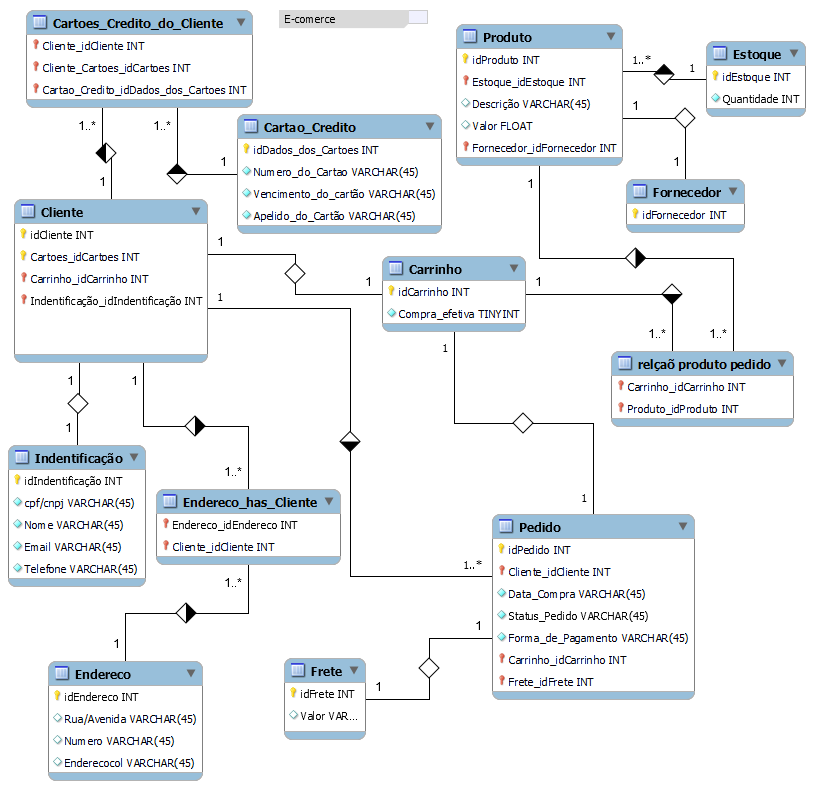 E-comerce
Cartoes_Credito_do_Cliente
Cliente_idCliente INT
Cliente_Cartoes_idCartoes INT
Cartao_Credito_idDados_dos_Cartoes INT
1..*
1..*
1
1
Cartao_Credito
idDados_dos_Cartoes INT
Numero_do_Cartao VARCHAR(45)
Vencimento_do_cartão VARCHAR(45)
Apelido_do_Cartão VARCHAR(45)
Produto
idProduto INT
Estoque_idEstoque INT
Descrição VARCHAR(45)
Valor FLOAT
Fornecedor_idFornecedor INT
1..*
1
Estoque
idEstoque INT
Quantidade INT
1
1
Fornecedor
idFornecedor INT
Cliente
idCliente INT
Cartoes_idCartoes INT
Carrinho_idCarrinho INT
Indentificação_idIndentificação INT
1
1
1
Carrinho
idCarrinho INT
Compra_efetiva TINYINT
1
1
1..*
1..*
relçaõ produto pedido
Carrinho_idCarrinho INT
Produto_idProduto INT
1
1
1
1
Indentificação
idIndentificação INT
cpf/cnpj VARCHAR(45)
Nome VARCHAR(45)
Email VARCHAR(45)
Telefone VARCHAR(45)
1..*
Endereco_has_Cliente
Endereco_idEndereco INT
Cliente_idCliente INT
1..*
1
Endereco
idEndereco INT
Rua/Avenida VARCHAR(45)
Numero VARCHAR(45)
Enderecocol VARCHAR(45)
1
1..*
Pedido
idPedido INT
Cliente_idCliente INT
Data_Compra VARCHAR(45)
Status_Pedido VARCHAR(45)
Forma_de_Pagamento VARCHAR(45)
Carrinho_idCarrinho INT
Frete_idFrete INT
1
1
Frete
idFrete INT
Valor VAR...